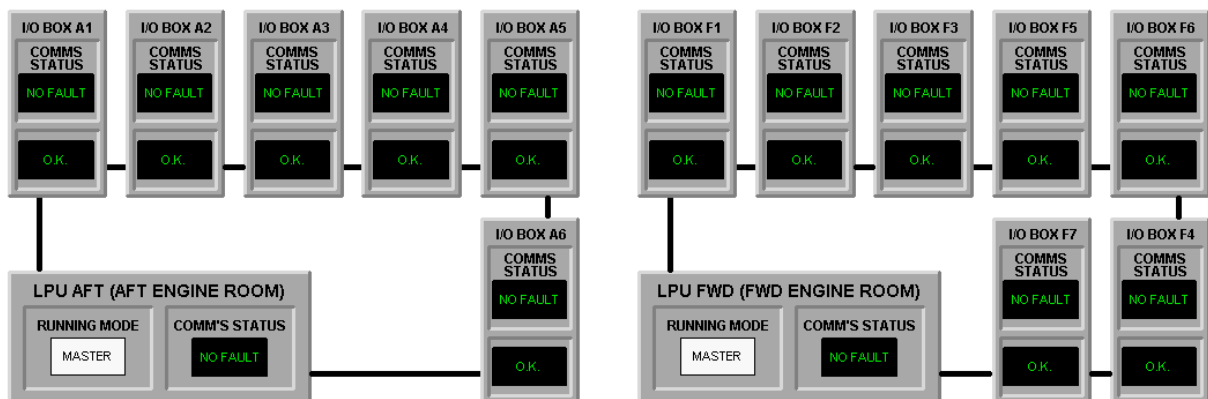 I/O BOX A1
COMMS
STATUS
NO FAULT
O.K.
I/O BOX A2
COMMS
STATUS
NO FAULT
O.K.
I/O BOX A3
COMMS
STATUS
NO FAULT
O.K.
I/O BOX A4
COMMS
STATUS
NO FAULT
O.K.
I/O BOX A5
COMMS
STATUS
NO FAULT
O.K.
I/O BOX A6
COMMS
STATUS
NO FAULT
O.K.
LPU AFT (AFT ENGINE ROOM)
RUNNING MODE
MASTER
COMM'S STATUS
NO FAULT
I/O BOX F1
COMMS
STATUS
NO FAULT
O.K.
I/O BOX F2
COMMS
STATUS
NO FAULT
O.K.
I/O BOX F3
COMMS
STATUS
NO FAULT
O.K.
I/O BOX F5
COMMS
STATUS
NO FAULT
O.K.
I/O BOX F6
COMMS
STATUS
NO FAULT
O.K.
I/O BOX F7
COMMS
STATUS
NO FAULT
O.K.
I/O BOX F4
COMMS
STATUS
NO FAULT
O.K.
LPU FWD (FWD ENGINE ROOM)
RUNNING MODE
MASTER
COMM'S STATUS
NO FAULT